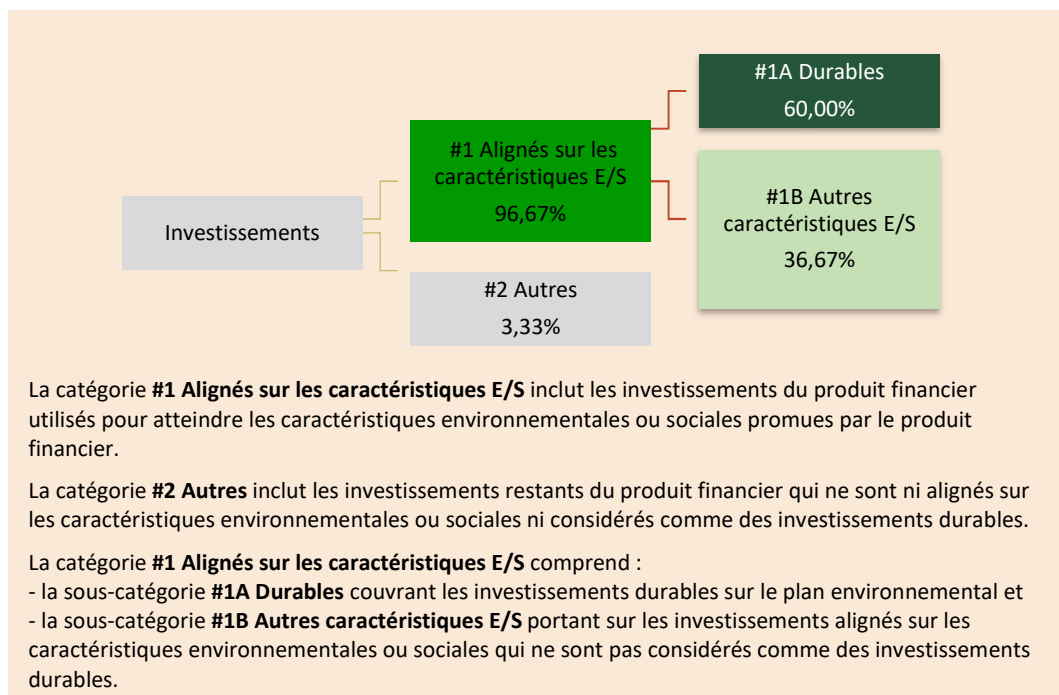 #1A Durables
60,00%
#1 Alignés sur les
caractéristiques E/S
96,67%
#1B Autres
caractéristiques E/S
36,67%
Investissements
#2 Autres
3,33%
La catégorie #1 Alignés sur les caractéristiques E/S inclut les investissements du produit financier
utilisés pour atteindre les caractéristiques environnementales ou sociales promues par le produit
financier.
La catégorie #2 Autres inclut les investissements restants du produit financier qui ne sont ni alignés sur
les caractéristiques environnementales ou sociales ni considérés comme des investissements durables.
La catégorie #1 Alignés sur les caractéristiques E/S comprend :
- la sous-catégorie #1A Durables couvrant les investissements durables sur le plan environnemental et
- la sous-catégorie #1B Autres caractéristiques E/S portant sur les investissements alignés sur les
caractéristiques environnementales ou sociales qui ne sont pas considérés comme des investissements
durables.